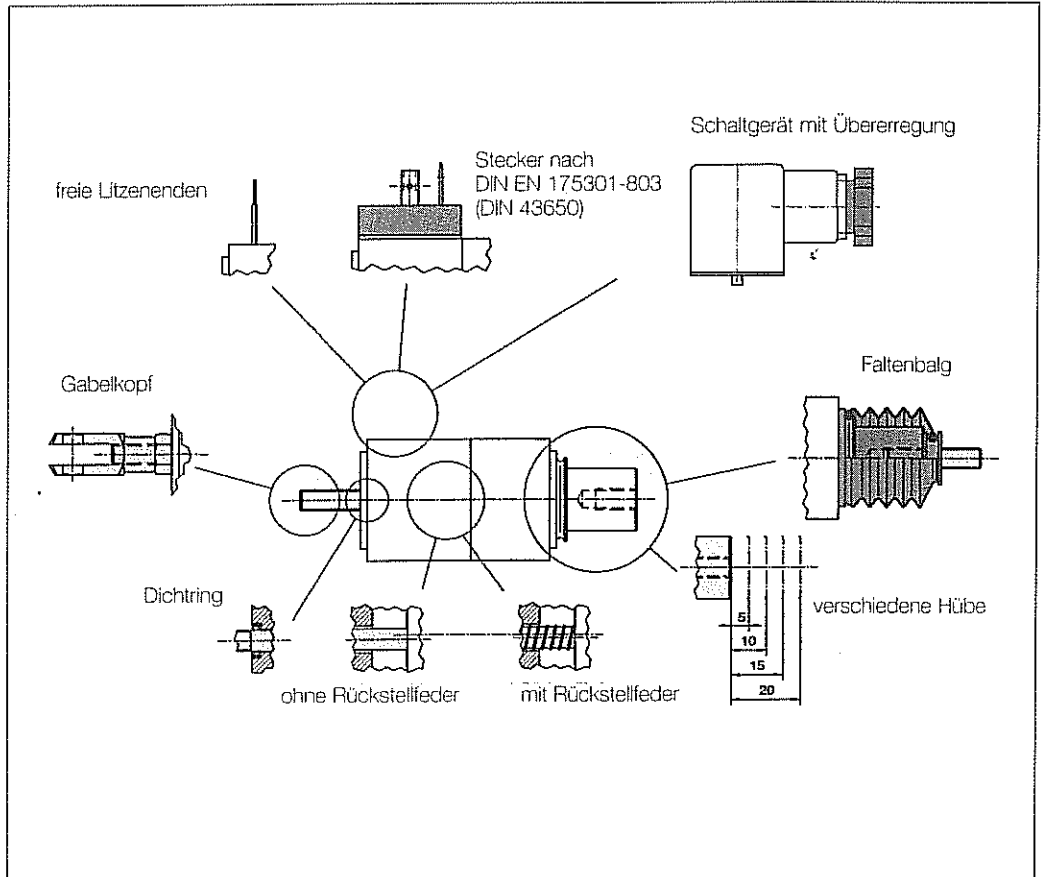 Schaltgerät mit Übererregung
freie Litzenenden
Stecker nach
DIN EN 175301-803
(DIN 43650)
Gabelkopf
Faltenbalg
Dichtring
ohne Rückstellfeder
mit Rückstellfeder
verschiedene Hübe
5
10
15
20